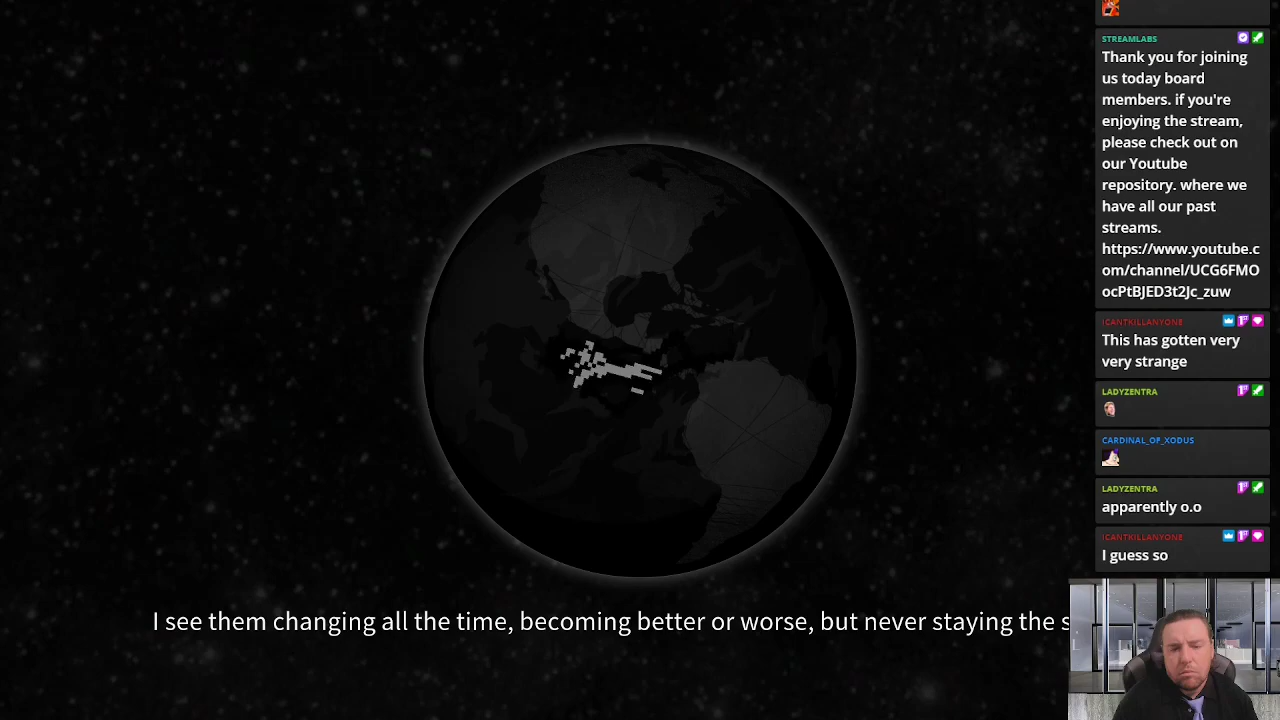 STREAMLABS
Thank you for joining
us today board
members. if you're
enjoying the stream,
please check out on
our Youtube
repository. where we
have all our past
streams.
https://www.youtube.c
om/channel/UCG6FMO
ocPtBJED3t2Jc_zuw
ICANTKILLANYONE
This has gotten very
very strange
LADYZENTRA
CARDINAL_OF_XODUS
LADYZENTRA
apparently o.o
ICANTKILLANYONE
I guess so
I see them changing all the time, becoming better or worse, but never staying the s